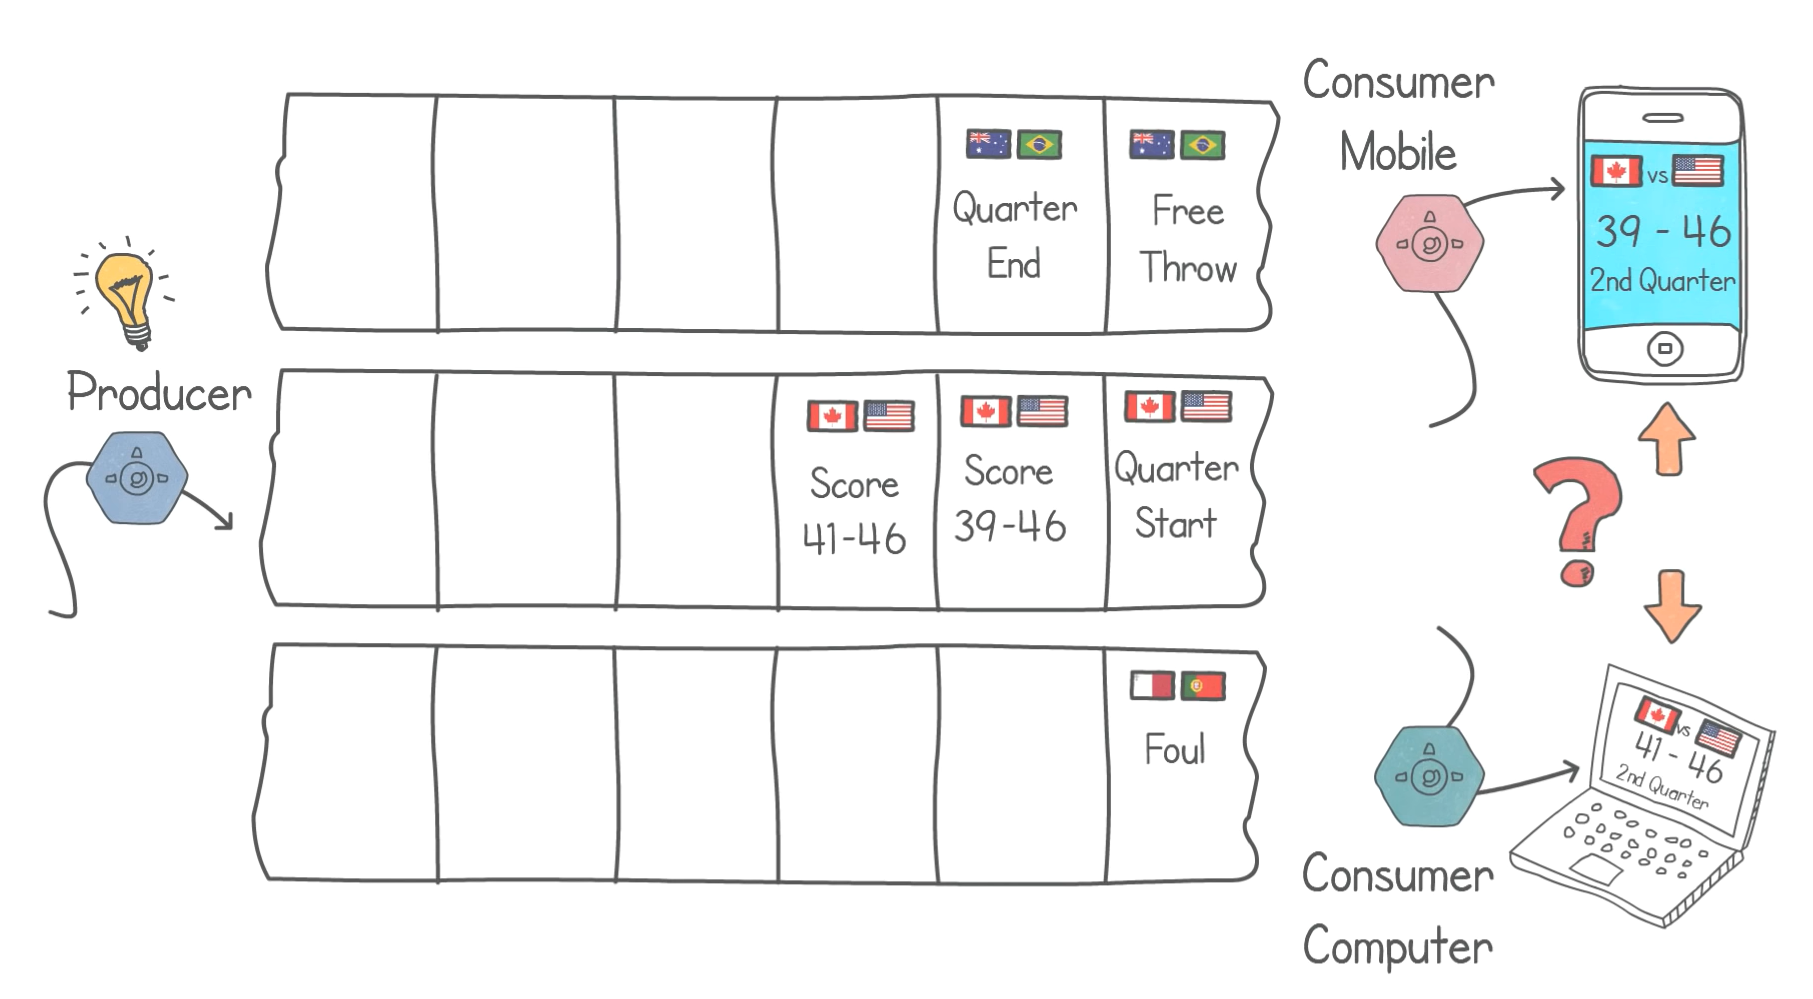 Quarter
End
Free
Throw
Producer
Score
41-46
Score
39-46
Quarter
Start
Foul
Consumer
Mobile
vs
39 - 46
2nd Quarter
?
vs
41 - 46
2nd Quarter
Consumer
Computer